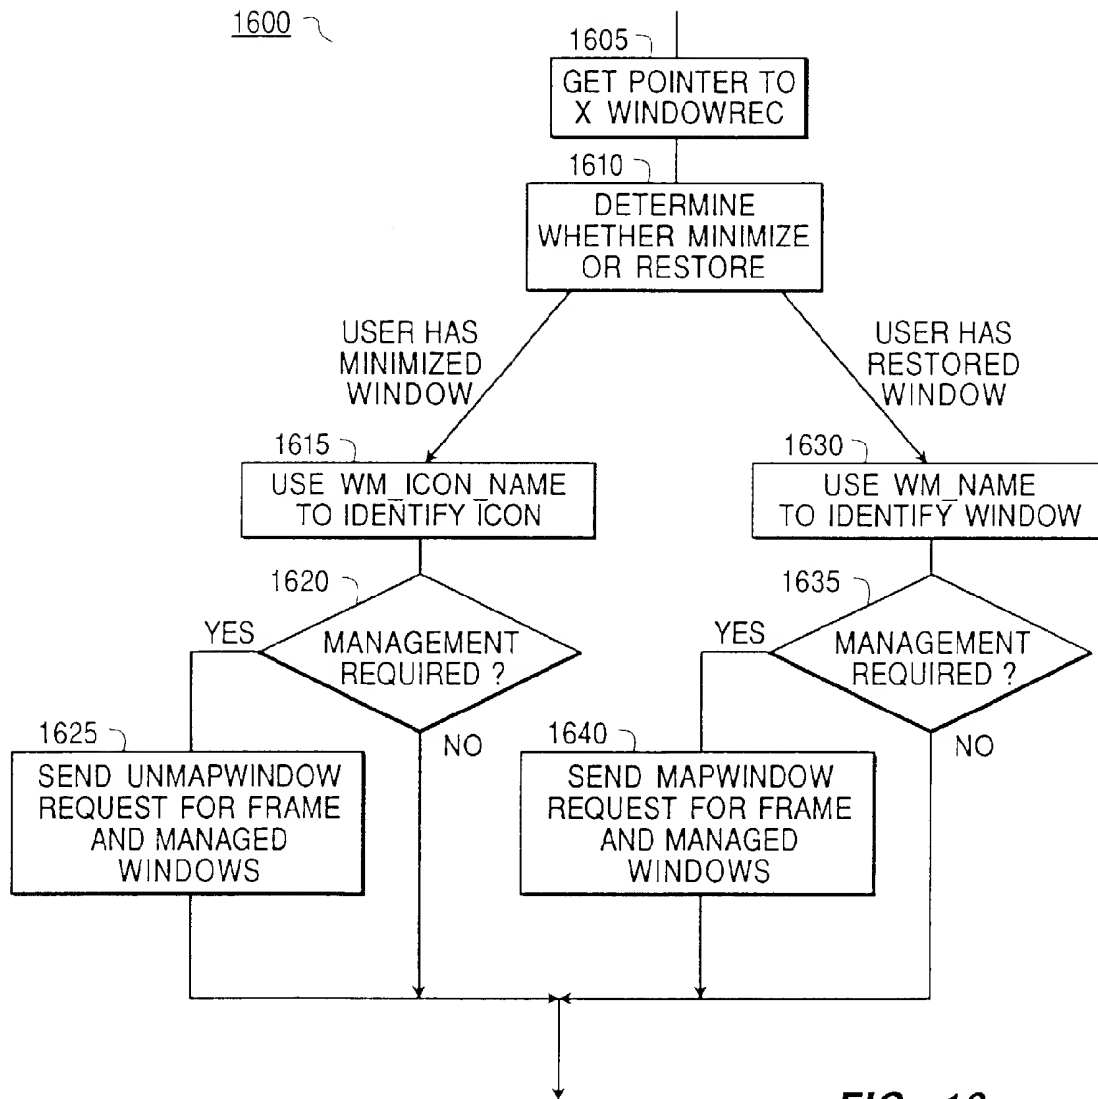 1600
1605
GET POINTER TO
X WINDOWREC
1610
DETERMINE
WHETHER MINIMIZE
OR RESTORE
USER HAS
MINIMIZED
WINDOW
USER HAS
RESTORED
WINDOW
1615
USE WM_ICON_NAME
TO IDENTIFY ICON
1630
USE WM_NAME
TO IDENTIFY WINDOW
1620
MANAGEMENT
REQUIRED ?
YES
NO
1635
MANAGEMENT
REQUIRED ?
YES
NO
1625
SEND UNMAPWINDOW
REQUEST FOR FRAME
AND MANAGED
WINDOWS
1640
SEND MAPWINDOW
REQUEST FOR FRAME
AND MANAGED
WINDOWS